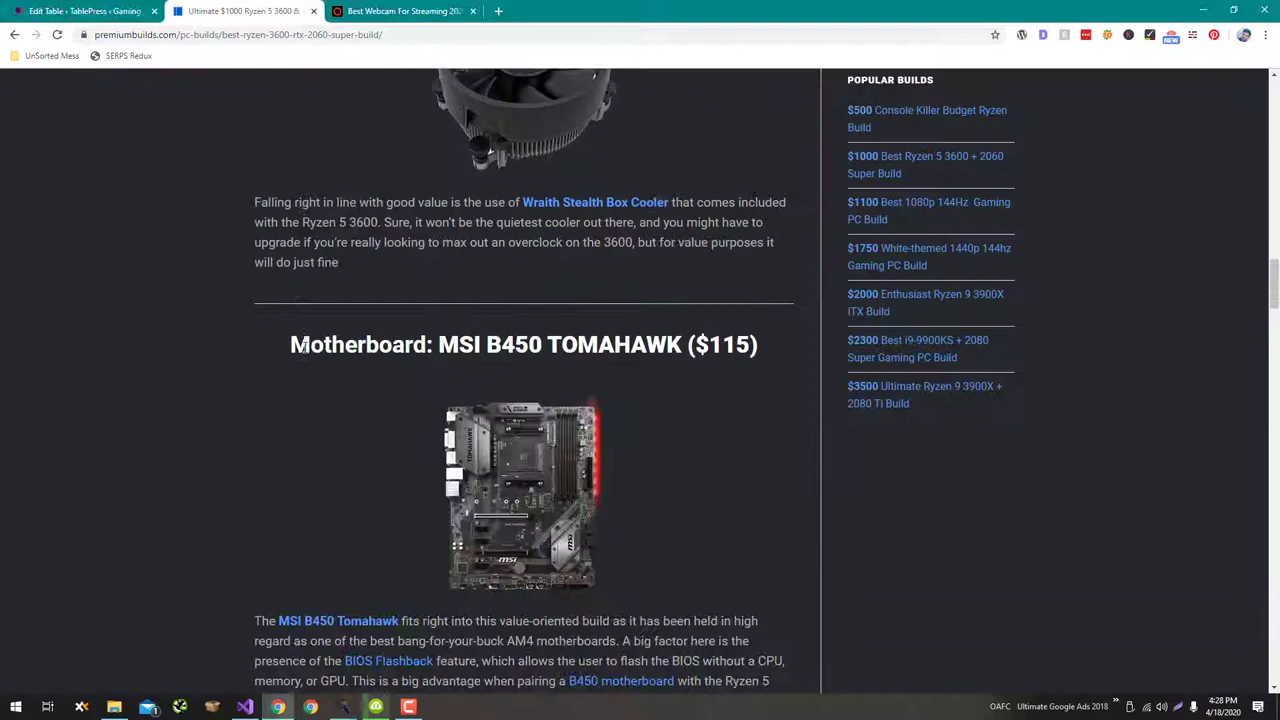 Edit Table ‹ TablePress ‹ Gaming
Ultimate $1000 Ryzen 5 3600 &
Best Webcam For Streaming 202
premiumbuilds.com/pc-builds/best-ryzen-3600-rtx-2060-super-build/
NEW
UnSorted Mess
SERPS Redux
Falling right in line with good value is the use of Wraith Stealth Box Cooler that comes included
with the Ryzen 5 3600. Sure, it won't be the quietest cooler out there, and you might have to
upgrade if you're really looking to max out an overclock on the 3600, but for value purposes it
will do just fine
Motherboard: MSI B450 TOMAHAWK ($115)
TOMAHAWK
msi
msi
The MSI B450 Tomahawk fits right into this value-oriented build as it has been held in high
regard as one of the best bang-for-your-buck AM4 motherboards. A big factor here is the
presence of the BIOS Flashback feature, which allows the user to flash the BIOS without a CPU,
memory, or GPU. This is a big advantage when pairing a B450 motherboard with the Ryzen 5
POPULAR BUILDS
$500 Console Killer Budget Ryzen
Build
$1000 Best Ryzen 5 3600 + 2060
Super Build
$1100 Best 1080p 144Hz Gaming
PC Build
$1750 White-themed 1440p 144hz
Gaming PC Build
$2000 Enthusiast Ryzen 9 3900X
ITX Build
$2300 Best i9-9900KS + 2080
Super Gaming PC Build
$3500 Ultimate Ryzen 9 3900X +
2080 Ti Build
OAFC
Ultimate Google Ads 2018
4:28 PM
4/18/2020